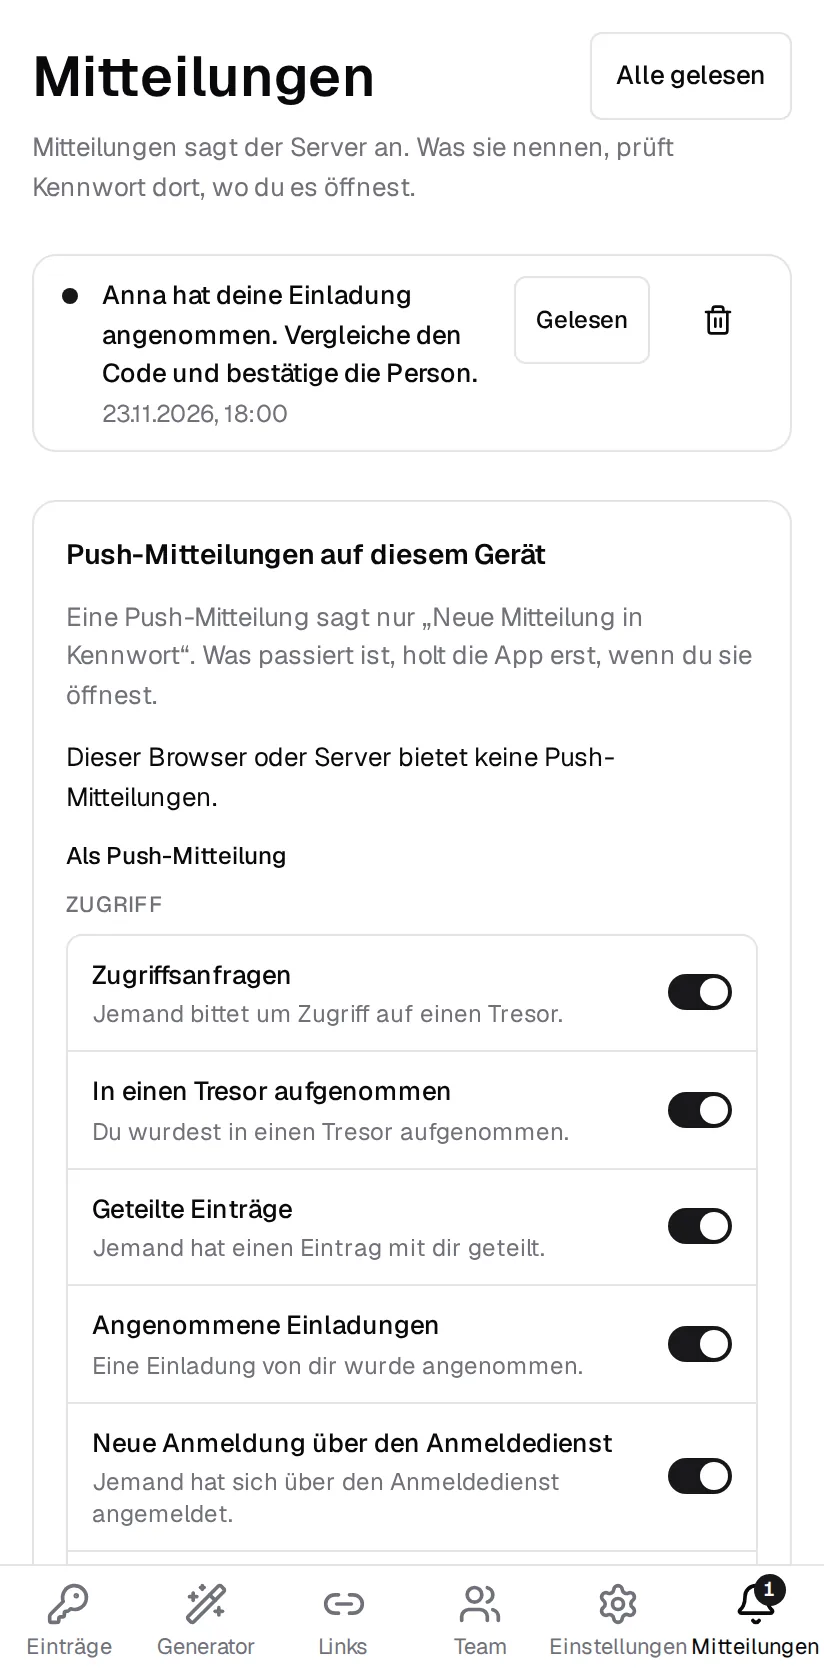 Mitteilungen
Alle gelesen
Mitteilungen sagt der Server an. Was sie nennen, prüft
Kennwort dort, wo du es öffnest.
Anna hat deine Einladung
angenommen. Vergleiche den
Code und bestätige die Person.
23.11.2026, 18:00
Gelesen
Push-Mitteilungen auf diesem Gerät
Eine Push-Mitteilung sagt nur „Neue Mitteilung in
Kennwort“. Was passiert ist, holt die App erst, wenn du sie
öffnest.
Dieser Browser oder Server bietet keine Push-
Mitteilungen.
Als Push-Mitteilung
ZUGRIFF
Zugriffsanfragen
Jemand bittet um Zugriff auf einen Tresor.
In einen Tresor aufgenommen
Du wurdest in einen Tresor aufgenommen.
Geteilte Einträge
Jemand hat einen Eintrag mit dir geteilt.
Angenommene Einladungen
Eine Einladung von dir wurde angenommen.
Neue Anmeldung über den Anmeldedienst
Jemand hat sich über den Anmeldedienst
angemeldet.
1
Einträge
Generator
Links
Team
Einstellungen
Mitteilungen